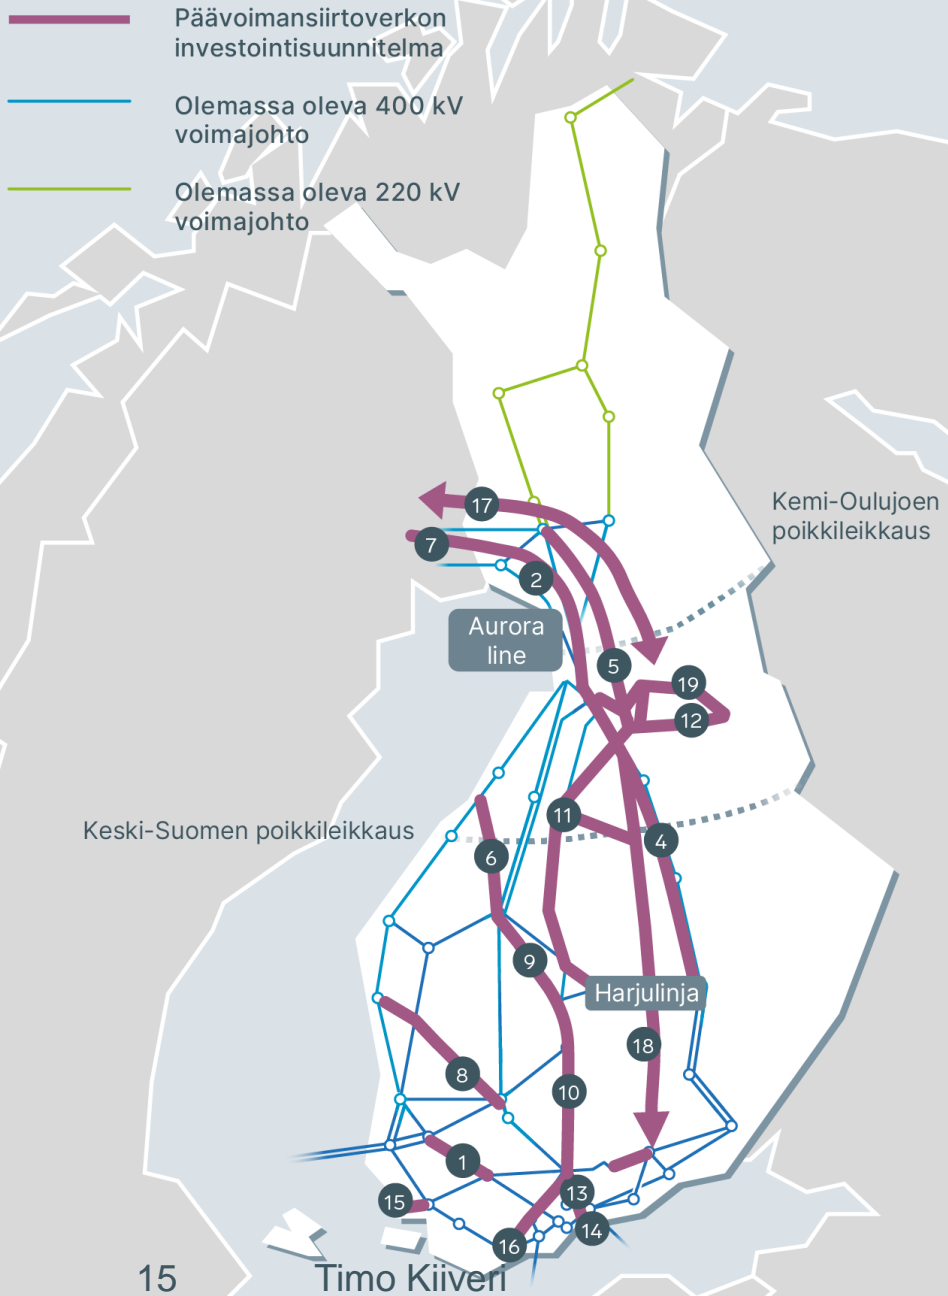 Päävoimansiirtoverkon
investointisuunnitelma
Olemassa oleva 400 kV
voimajohto
Olemassa oleva 220 kV
voimajohto
Kemi-Oulujoen
poikkileikkaus
17
7
2
Aurora
line
5
19
12
11
4
Keski-Suomen poikkileikkaus
6
9
Harjulinja
18
8
10
1
15
13
14
16
15
Timo Kiiveri